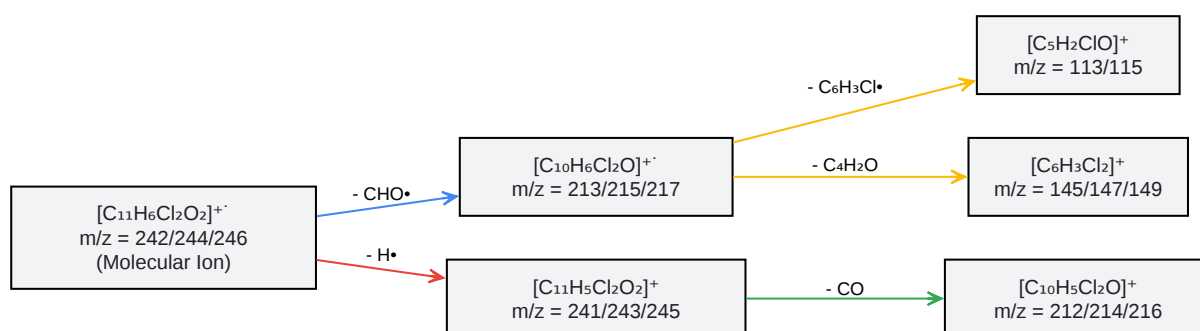 [C₁₁H₆Cl₂O₂]⁺˙
m/z = 242/244/246
(Molecular Ion)
- CHO•
- H•
[C₁₀H₆Cl₂O]⁺˙
m/z = 213/215/217
[C₁₁H₅Cl₂O₂]⁺
m/z = 241/243/245
- C₆H₃Cl•
- C₄H₂O
- CO
[C₅H₂ClO]⁺
m/z = 113/115
[C₆H₃Cl₂]⁺
m/z = 145/147/149
[C₁₀H₅Cl₂O]⁺
m/z = 212/214/216